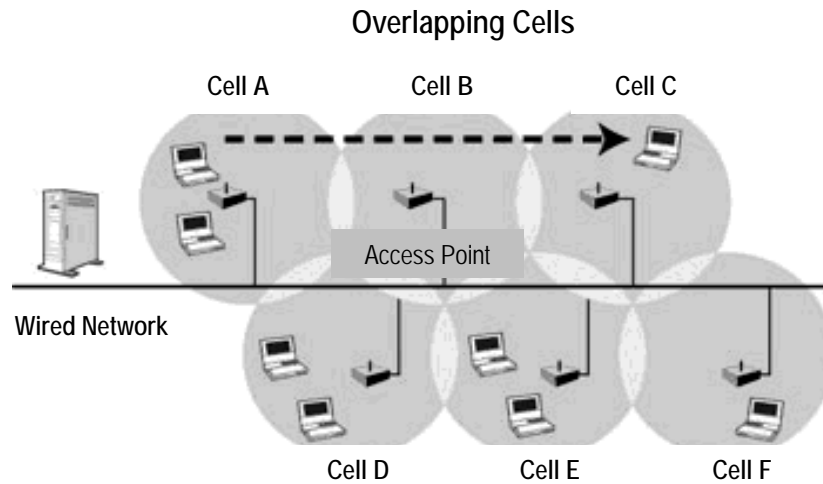 Overlapping Cells
Cell A
Cell B
Cell C
Access Point
Wired Network
Cell D
Cell E
Cell F